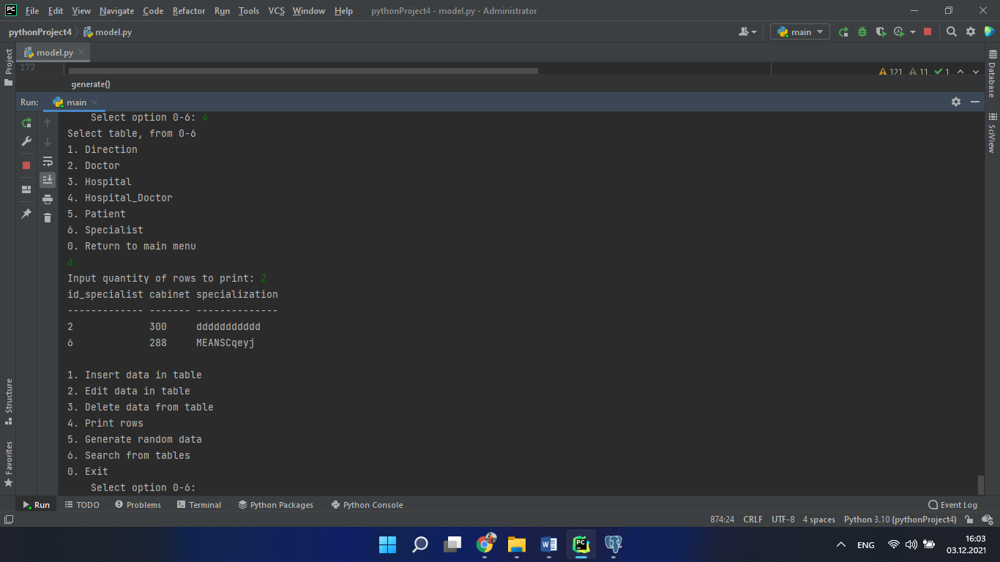 PC File Edit View Navigate Code Refactor Run Tools VCS Window Help pythonProject4 - model.py - Administrator
pythonProject4 model.py main
model.py
172 121 11 1
generate()
Run: main
Select option 0-6: 4
Select table, from 0-6
1. Direction
2. Doctor
3. Hospital
4. Hospital_Doctor
5. Patient
6. Specialist
0. Return to main menu
6
Input quantity of rows to print: 2
id_specialist cabinet specialization
------------- ------- --------------
2 300 ddddddddddd
6 288 MEANSCqeyj
1. Insert data in table
2. Edit data in table
3. Delete data from table
4. Print rows
5. Generate random data
6. Search from tables
0. Exit
Select option 0-6:
Project
Structure
Favorites
Database
SciView
Run TODO Problems Terminal Python Packages Python Console Event Log
874:24 CRLF UTF-8 4 spaces Python 3.10 (pythonProject4)
W PC ENG 16:03
03.12.2021